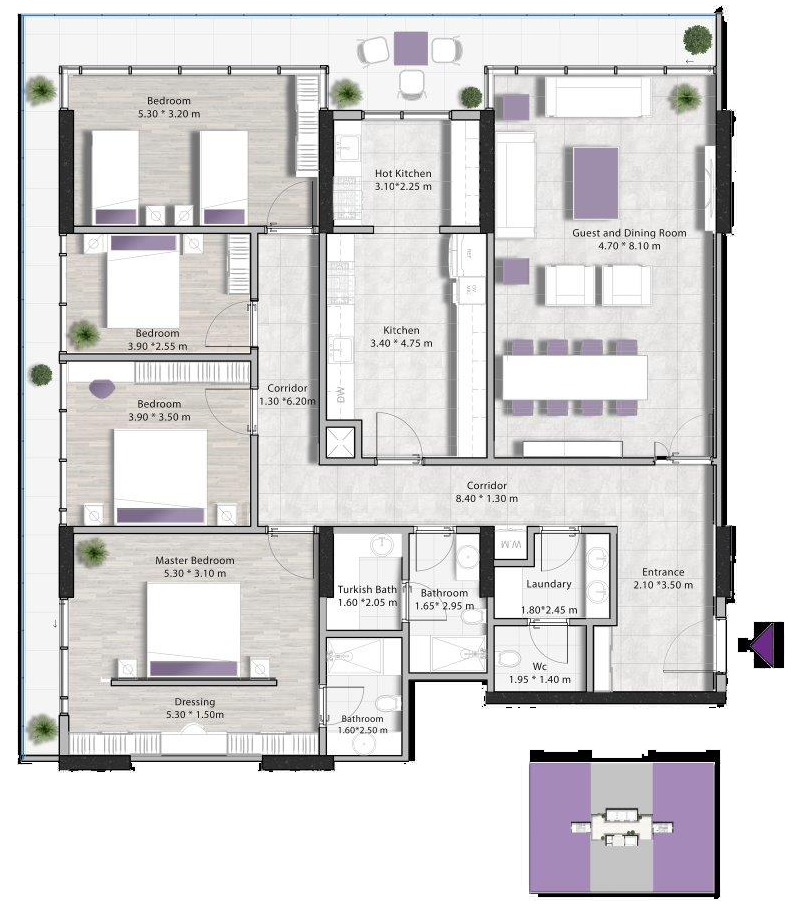 Bedroom
5.30 * 3.20 m
Hot Kitchen
3.10*2.25 m
Guest and Dining Room
4.70 * 8.10 m
REF
Bedroom
3.90 *2.55 m
Kitchen
3.40 * 4.75 m
Corridor
1.30 *6.20m
DW
Bedroom
3.90 * 3.50 m
Corridor
8.40 * 1.30 m
W.M
Master Bedroom
5.30 * 3.10 m
Turkish Bath
1.60 *2.05 m
Bathroom
1.65* 2.95 m
Laundary
1.80*2.45 m
Entrance
2.10 *3.50 m
Wc
1.95 * 1.40 m
Dressing
5.30 * 1.50m
Bathroom
1.60*2.50 m